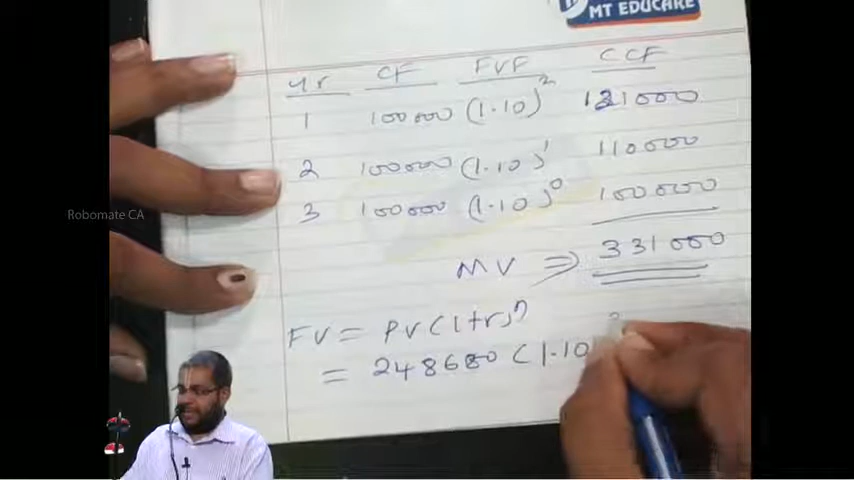 MT EDUCARE
Yr CF FVF CCF
1 100000 (1.10)² 121000
2 100000 (1.10)¹ 110000
3 100000 (1.10)⁰ 100000
MV ⇒ 331000
FV = PV(1+r)ⁿ
= 248680 (1.10)
Robomate CA